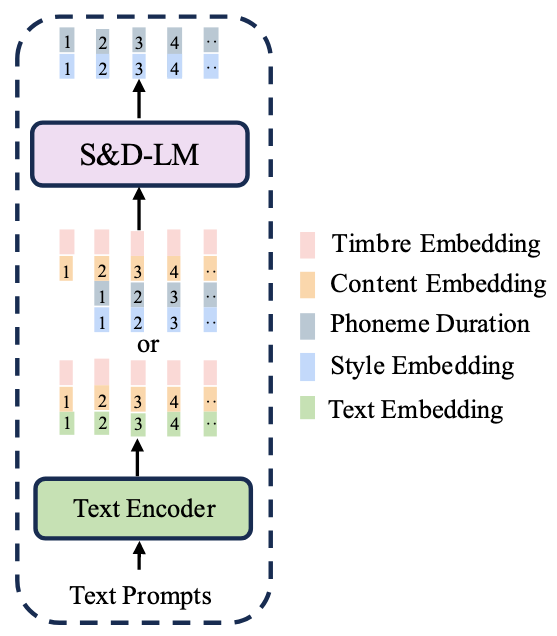 1 2 3 4 ..
1 2 3 4 ..
S&D-LM
1 2 3 4 ..
1 2 3 ..
1 2 3 ..
or
1 2 3 4 ..
1 2 3 4 ..
Text Encoder
Text Prompts
Timbre Embedding
Content Embedding
Phoneme Duration
Style Embedding
Text Embedding